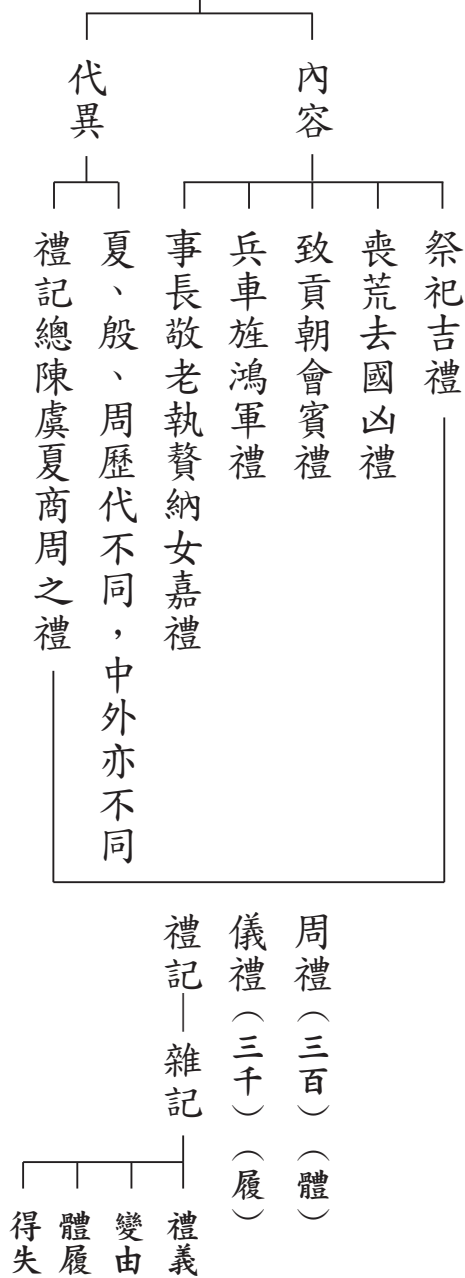 內容
祭祀吉禮
喪荒去國凶禮
致貢朝會賓禮
兵車旌鴻軍禮
事長敬老執贄納女嘉禮
代異
夏、殷、周歷代不同,中外亦不同
禮記總陳虞夏商周之禮
周禮(三百)(體)
儀禮(三千)(履)
禮記
雜記
禮義
變由
體履
得失